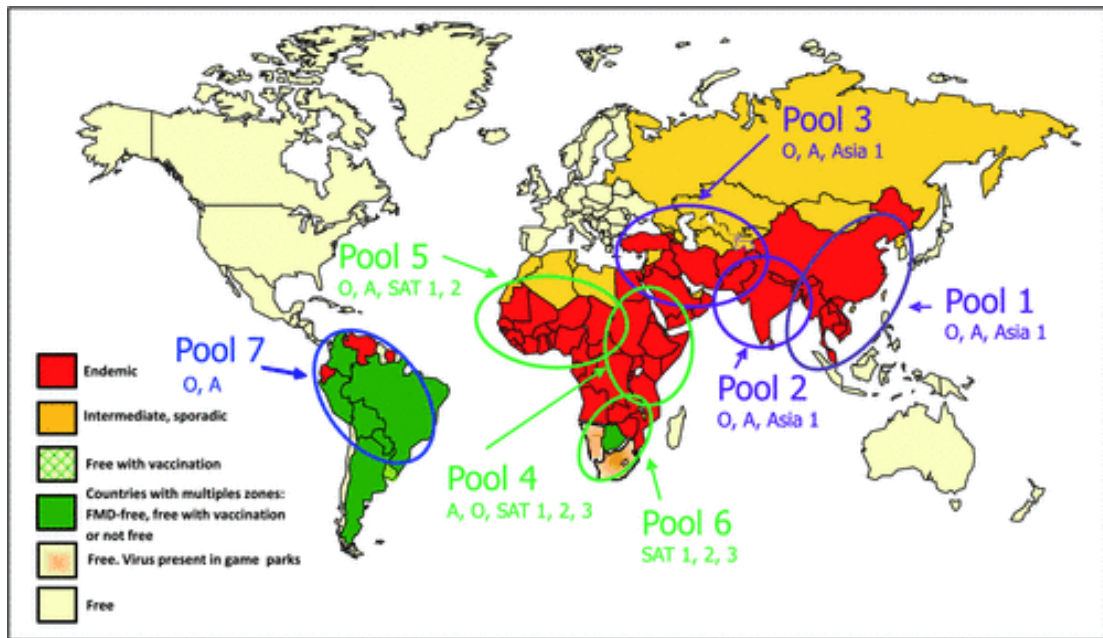 Pool 3
O, A, Asia 1
Pool 5
O, A, SAT 1, 2
Pool 1
O, A, Asia 1
Pool 7
O, A
Pool 2
O, A, Asia 1
Pool 4
A, O, SAT 1, 2, 3
Pool 6
SAT 1, 2, 3
Endemic
Intermediate, sporadic
Free with vaccination
Countries with multiples zones:
FMD-free, free with vaccination
or not free
Free. Virus present in game parks
Free